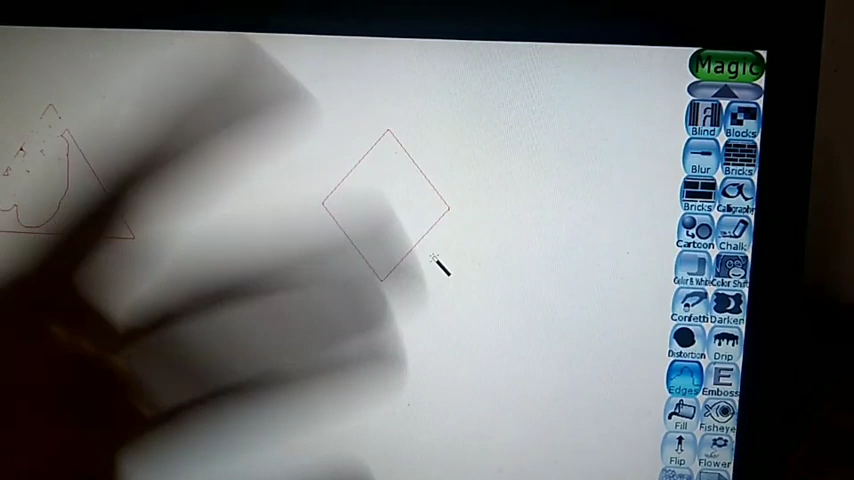 Magic
Blind Blocks
Blur Bricks
Bricks Calligraphy
Cartoon Chalk
Color & White Color Shift
Confetti Darken
Distortion Drip
Edges Emboss
Fill Fisheye
Flip Flower